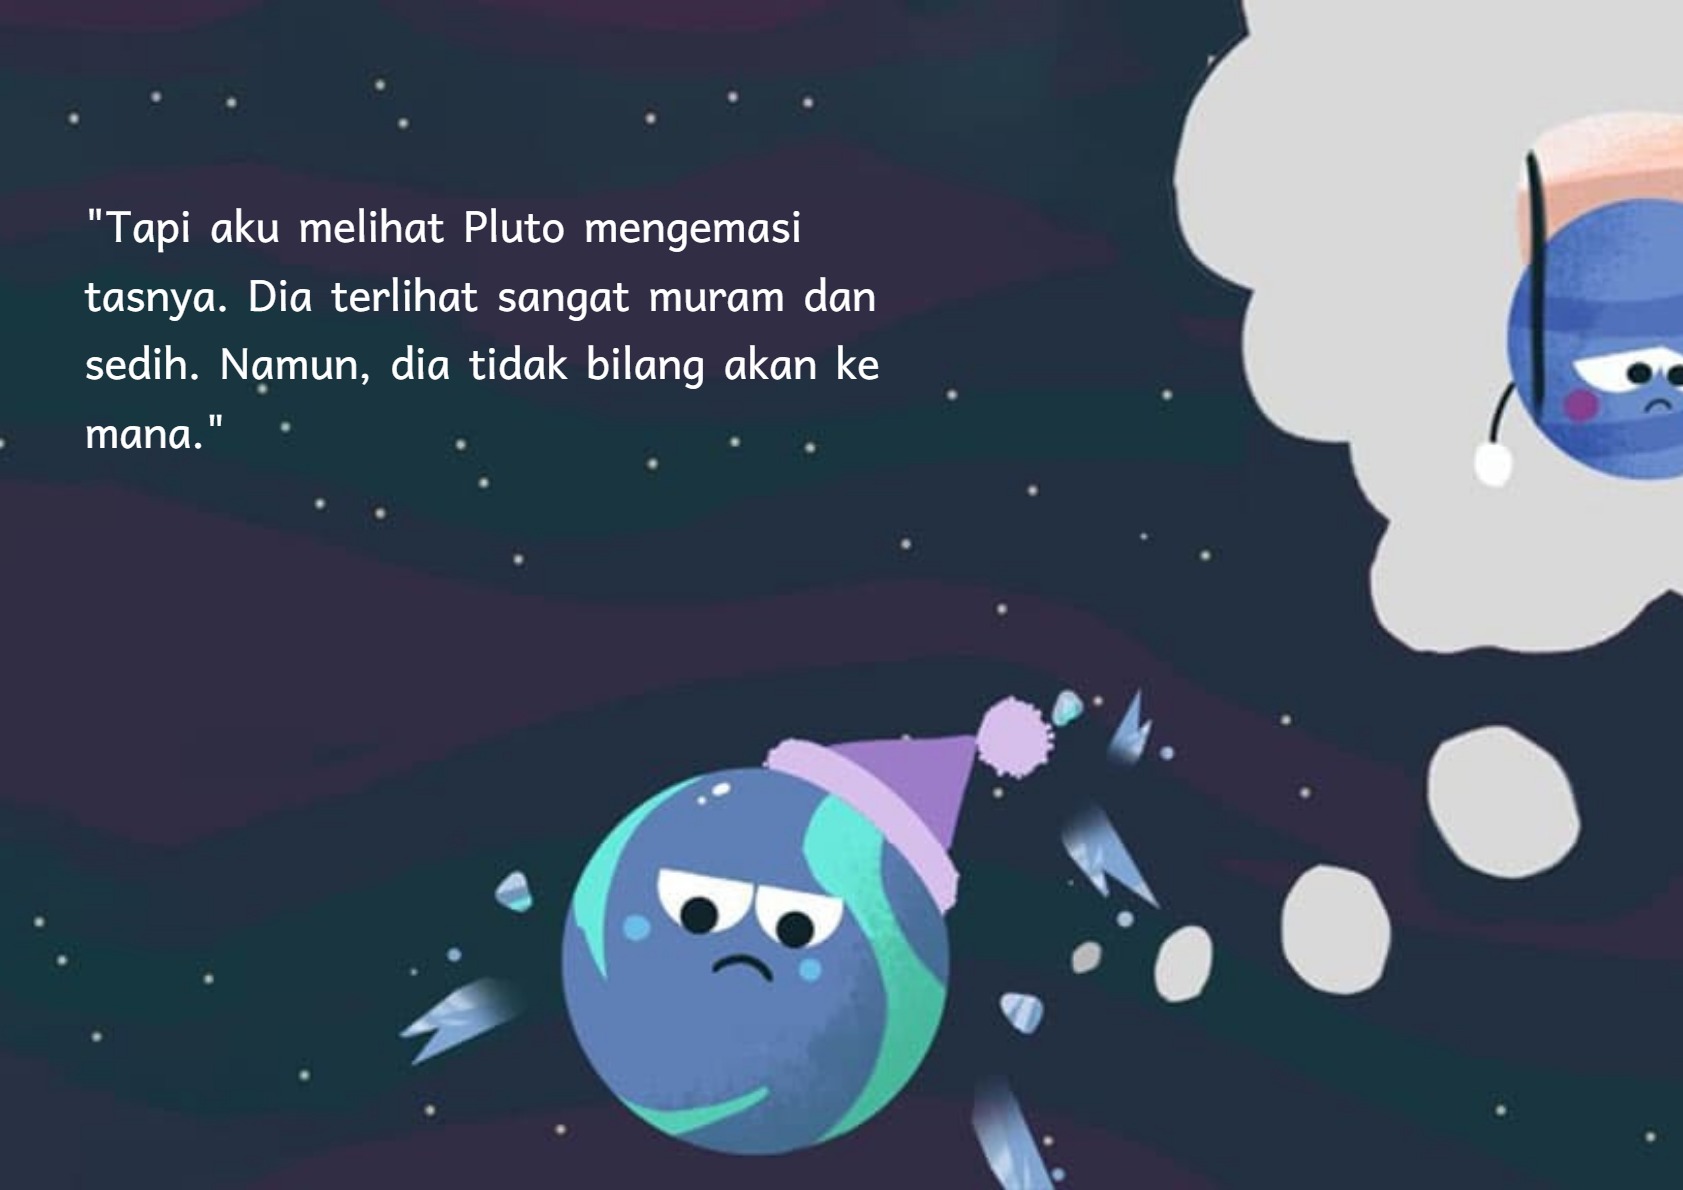 "Tapi aku melihat Pluto mengemasi
tasnya. Dia terlihat sangat muram dan
sedih. Namun, dia tidak bilang akan ke
mana."